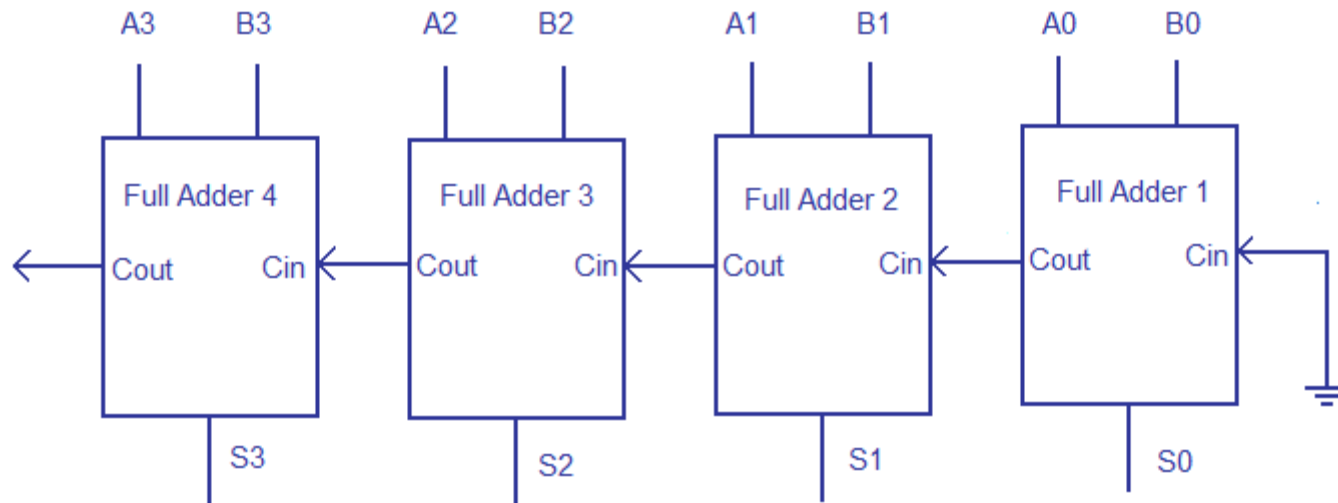 A3 B3 A2 B2 A1 B1 A0 B0
Full Adder 4 Full Adder 3 Full Adder 2 Full Adder 1
Cout Cin Cout Cin Cout Cin Cout Cin
S3 S2 S1 S0